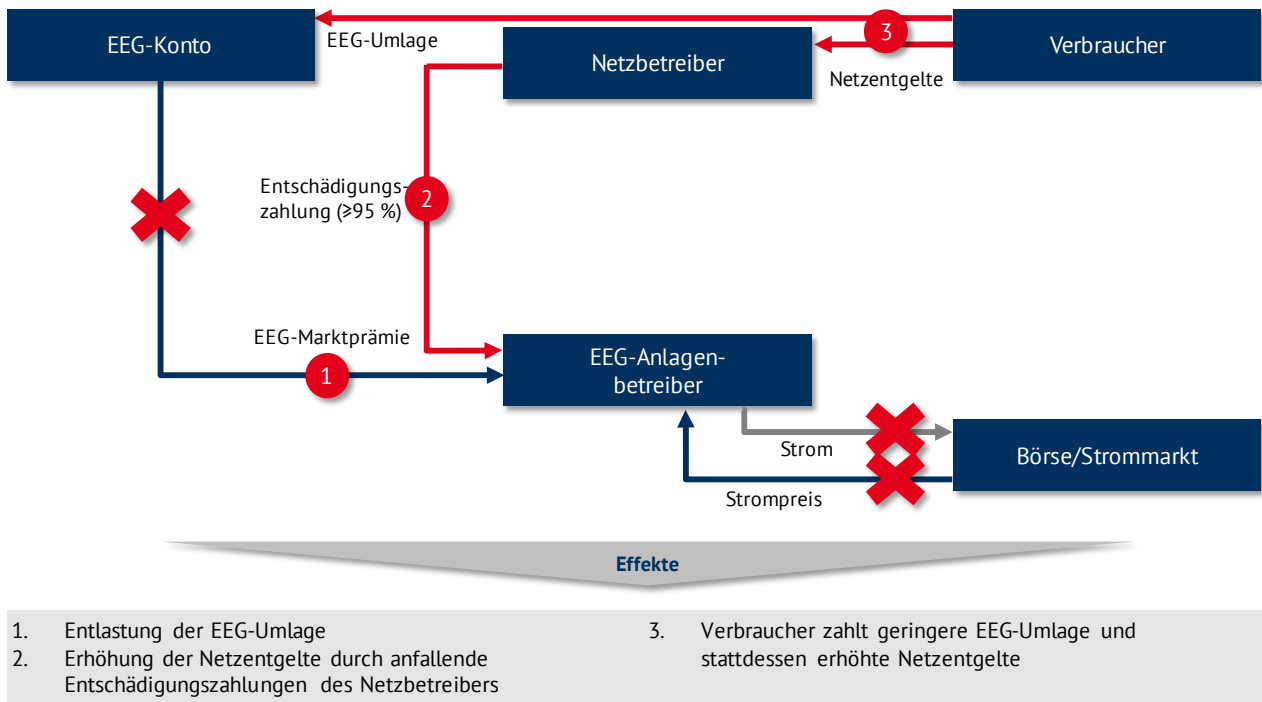 EEG-Konto
EEG-Umlage
3
Verbraucher
Netzbetreiber
Netzentgelte
Entschädigungs-
zahlung (≥95 %)
2
EEG-Marktprämie
1
EEG-Anlagen-
betreiber
Strom
Börse/Strommarkt
Strompreis
Effekte
1. Entlastung der EEG-Umlage
2. Erhöhung der Netzentgelte durch anfallende
Entschädigungszahlungen des Netzbetreibers
3. Verbraucher zahlt geringere EEG-Umlage und
stattdessen erhöhte Netzentgelte